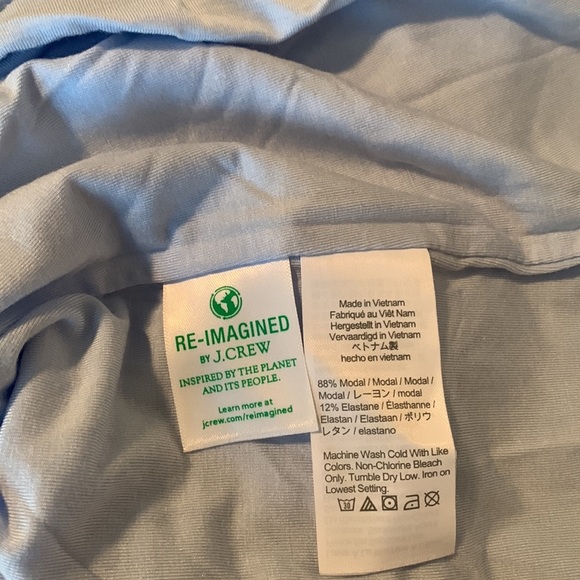 RE-IMAGINED
BY J.CREW
INSPIRED BY THE PLANET
AND ITS PEOPLE.
Learn more at
jcrew.com/reimagined
Made in Vietnam
Fabriqué au Việt Nam
Hergestellt in Vietnam
Vervaardigd in Vietnam
ベトナム製
hecho en vietnam
88% Modal / Modal / Modal /
Modal / レーヨン / modal
12% Elastane / Élasthanne /
Elastan / Elastaan / ポリウ
レタン / elastano
Machine Wash Cold With Like
Colors. Non-Chlorine Bleach
Only. Tumble Dry Low. Iron on
Lowest Setting.
30